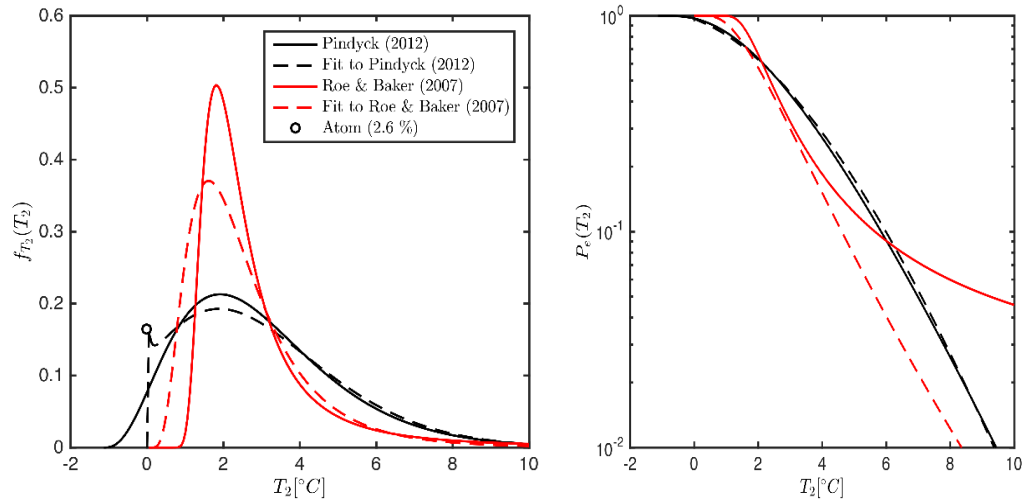 0.6
0.5
0.4
0.3
0.2
0.1
0
-2
0
2
4
6
8
10
f_{T_2}(T_2)
T_2[°C]
Pindyck (2012)
Fit to Pindyck (2012)
Roe & Baker (2007)
Fit to Roe & Baker (2007)
Atom (2.6 %)
10^0
10^{-1}
10^{-2}
-2
0
2
4
6
8
10
P_e(T_2)
T_2[°C]